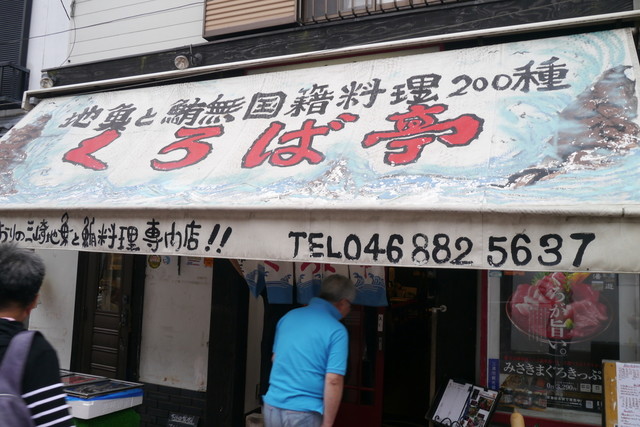 地魚と鮪無国籍料理200種
くろば亭
の三崎地魚と鮪料理専門店!!
TEL 046 882 5637
みさきまぐろきっぷ